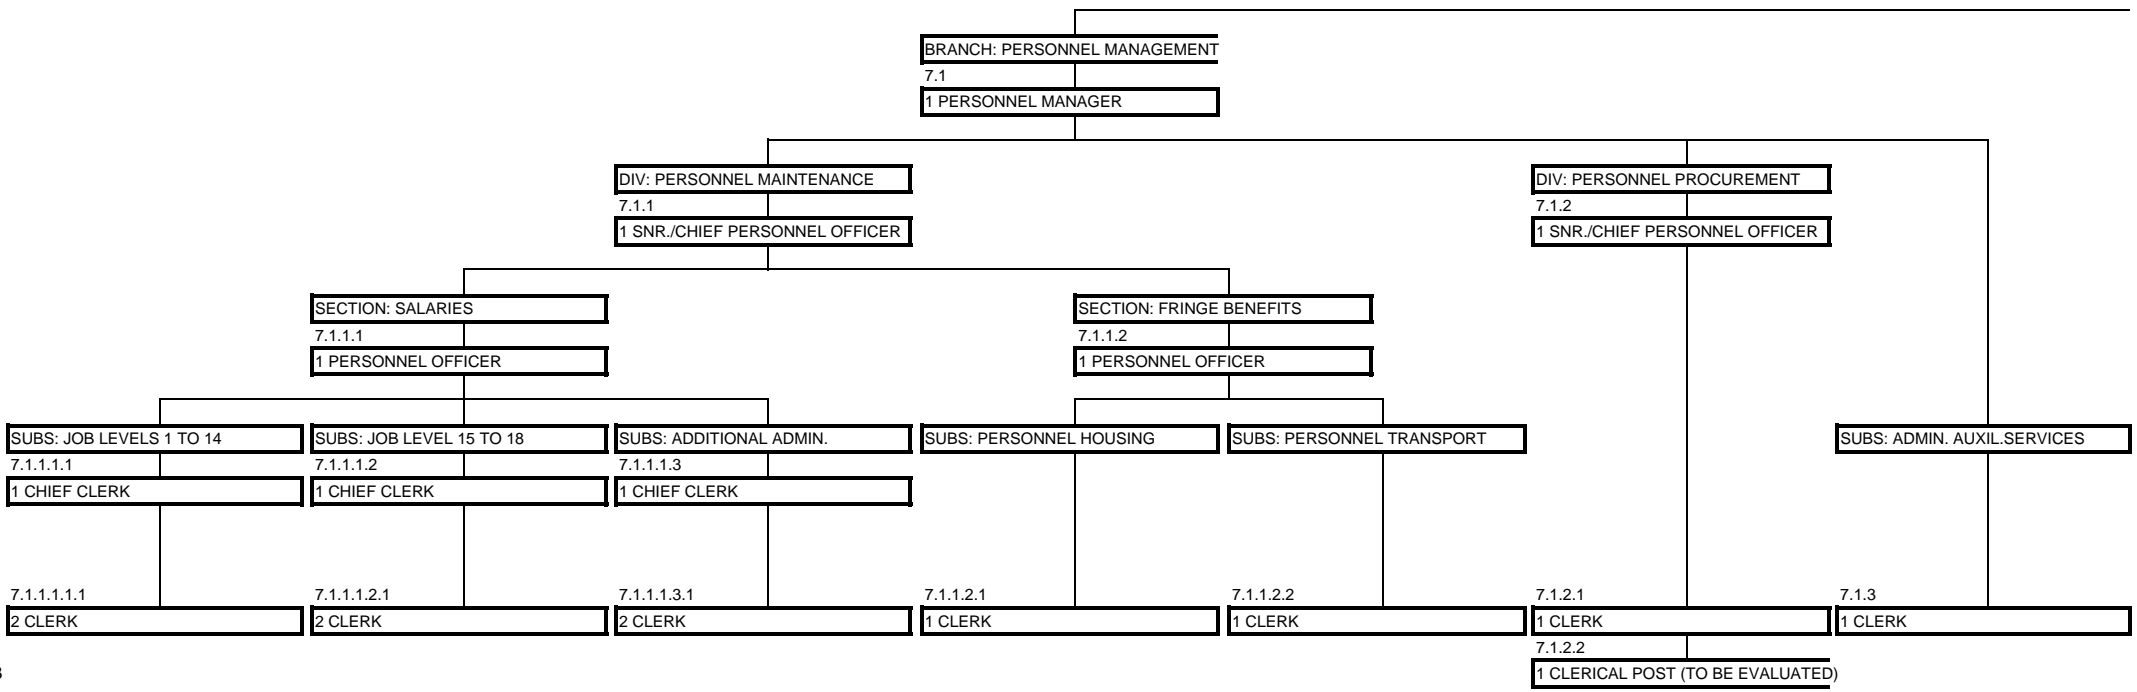 BRANCH: PERSONNEL MANAGEMENT
7.1
1 PERSONNEL MANAGER
DIV: PERSONNEL MAINTENANCE
DIV: PERSONNEL PROCUREMENT
7.1.1
7.1.2
1 SNR./CHIEF PERSONNEL OFFICER
1 SNR./CHIEF PERSONNEL OFFICER
SECTION: SALARIES
SECTION: FRINGE BENEFITS
7.1.1.1
7.1.1.2
1 PERSONNEL OFFICER
1 PERSONNEL OFFICER
SUBS: JOB LEVELS 1 TO 14
SUBS: JOB LEVEL 15 TO 18
SUBS: ADDITIONAL ADMIN.
SUBS: PERSONNEL HOUSING
SUBS: PERSONNEL TRANSPORT
SUBS: ADMIN. AUXIL.SERVICES
7.1.1.1.1
7.1.1.1.2
7.1.1.1.3
1 CHIEF CLERK
1 CHIEF CLERK
1 CHIEF CLERK
7.1.1.1.1.1
7.1.1.1.2.1
7.1.1.1.3.1
7.1.1.2.1
7.1.1.2.2
7.1.2.1
7.1.3
2 CLERK
2 CLERK
2 CLERK
1 CLERK
1 CLERK
1 CLERK
1 CLERK
7.1.2.2
1 CLERICAL POST (TO BE EVALUATED)